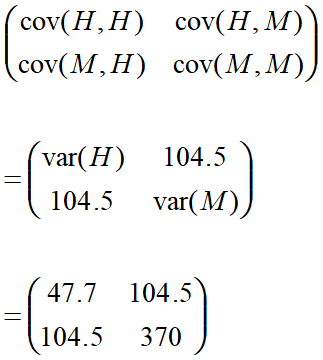 ( cov(H, H) cov(H, M) )
( cov(M, H) cov(M, M) )
= ( var(H) 104.5 )
( 104.5 var(M) )
= ( 47.7 104.5 )
( 104.5 370 )